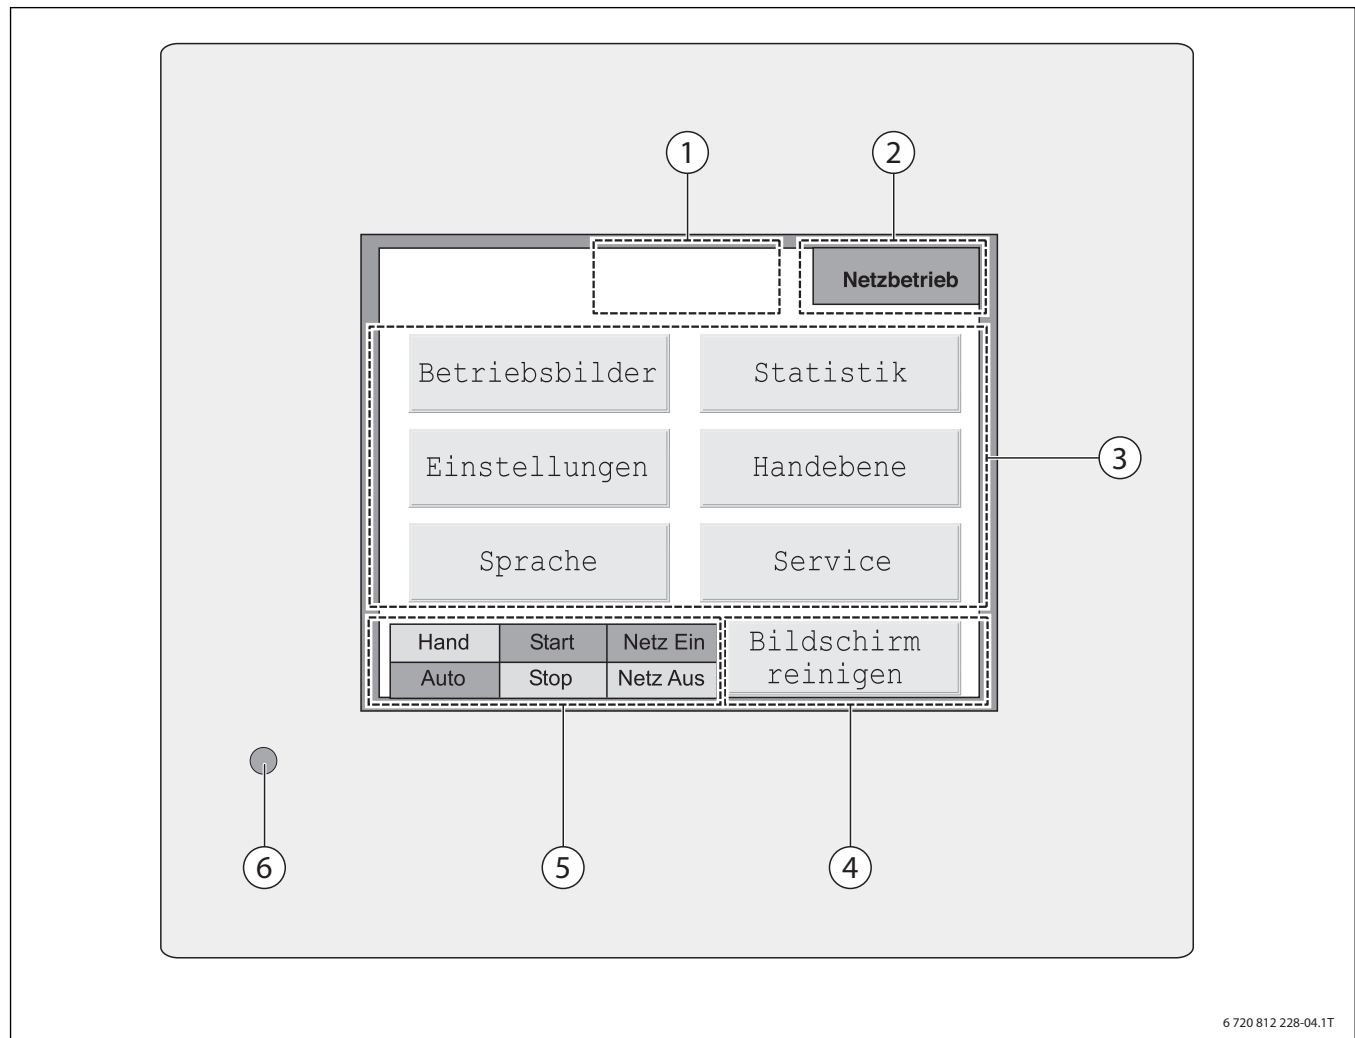 1
2
Netzbetrieb
Betriebsbilder
Statistik
Einstellungen
Handebene
3
Sprache
Service
Hand
Start
Netz Ein
Auto
Stop
Netz Aus
Bildschirm
reinigen
6
5
4
6 720 812 228-04.1T